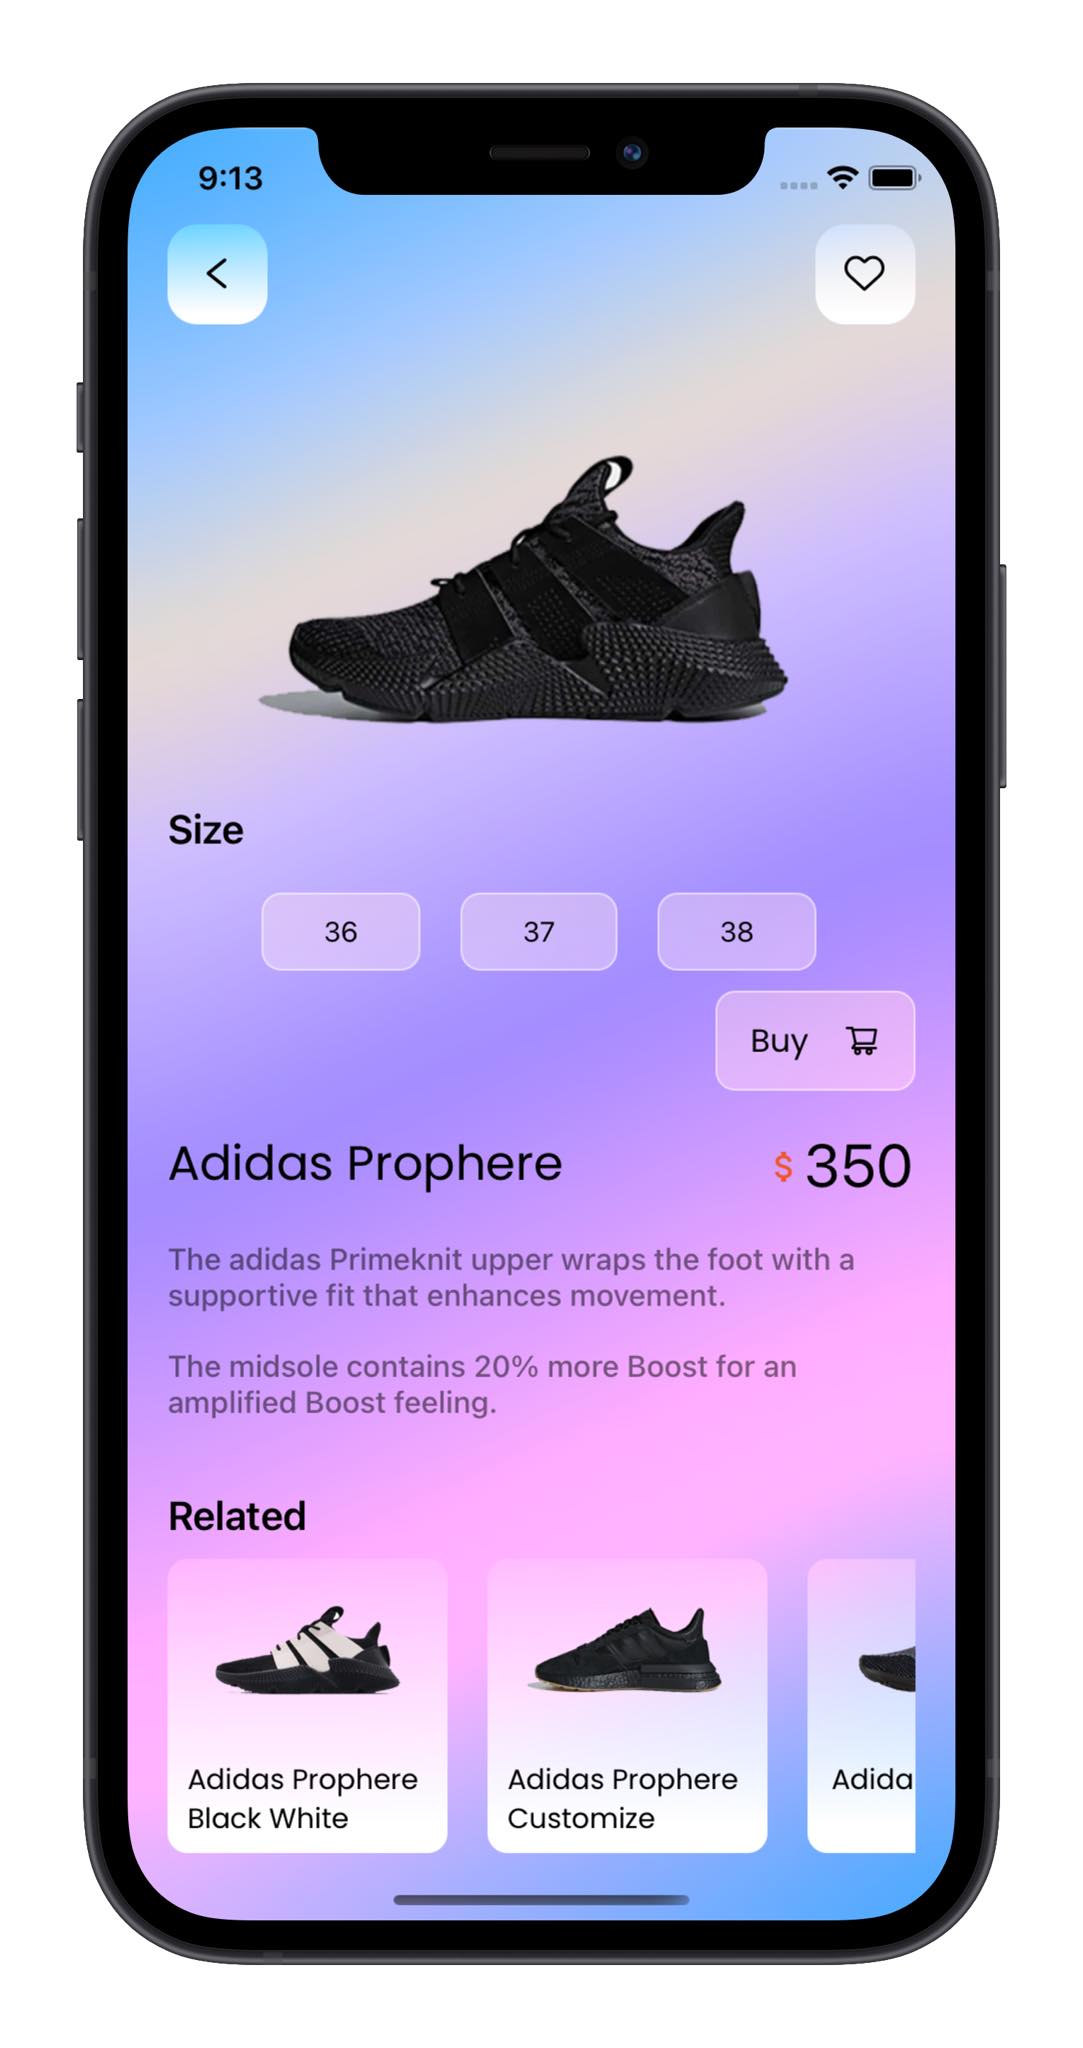 9:13
Size
36 37 38
Buy
Adidas Prophere $ 350
The adidas Primeknit upper wraps the foot with a
supportive fit that enhances movement.
The midsole contains 20% more Boost for an
amplified Boost feeling.
Related
Adidas Prophere
Black White
Adidas Prophere
Customize
Adida